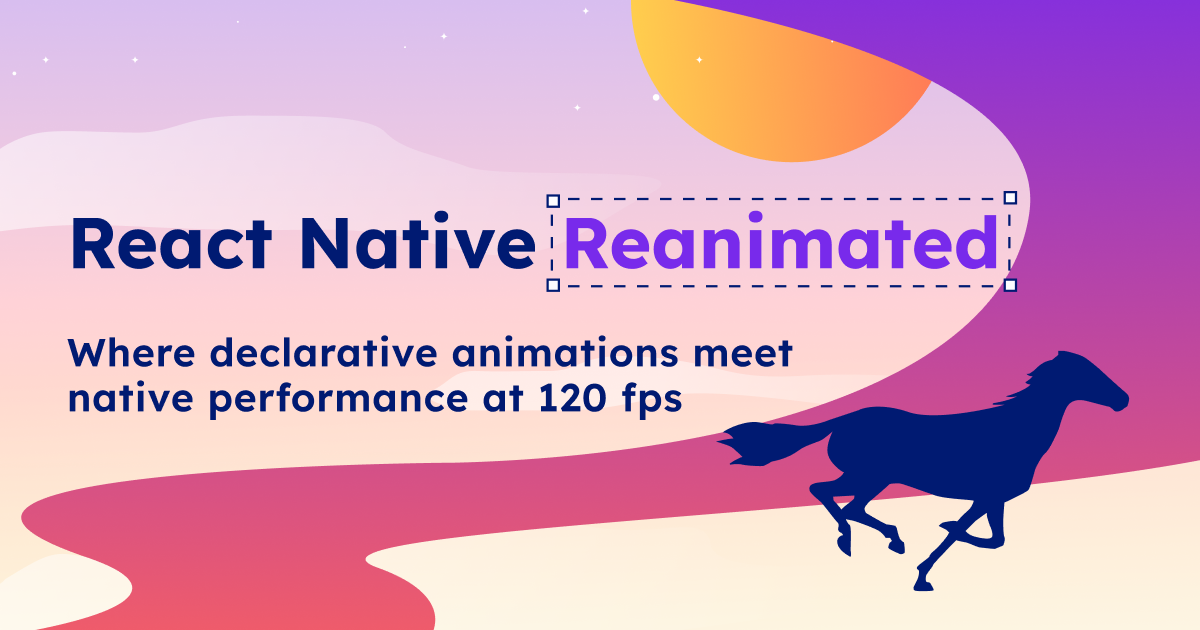 React Native Reanimated
Where declarative animations meet
native performance at 120 fps